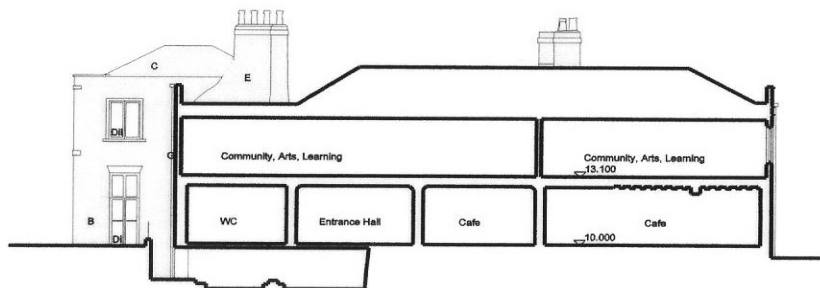 C
E
DII
G
Community, Arts, Learning
Community, Arts, Learning
13.100
B
WC
Entrance Hall
Cafe
Cafe
DI
10.000